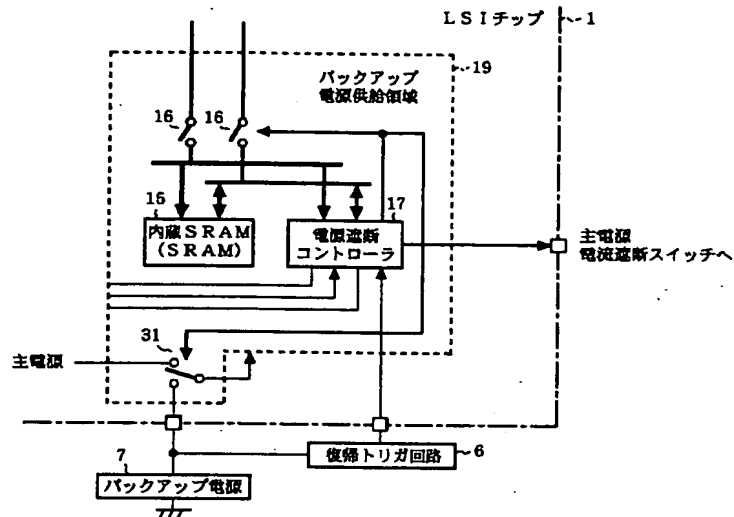 LSIチップ 1
19
バックアップ
電源供給領域
16 16
15
内蔵SRAM
(SRAM)
17
電源遮断
コントローラ
主電源
電流遮断スイッチへ
31
主電源
7
バックアップ電源
復帰トリガ回路 6